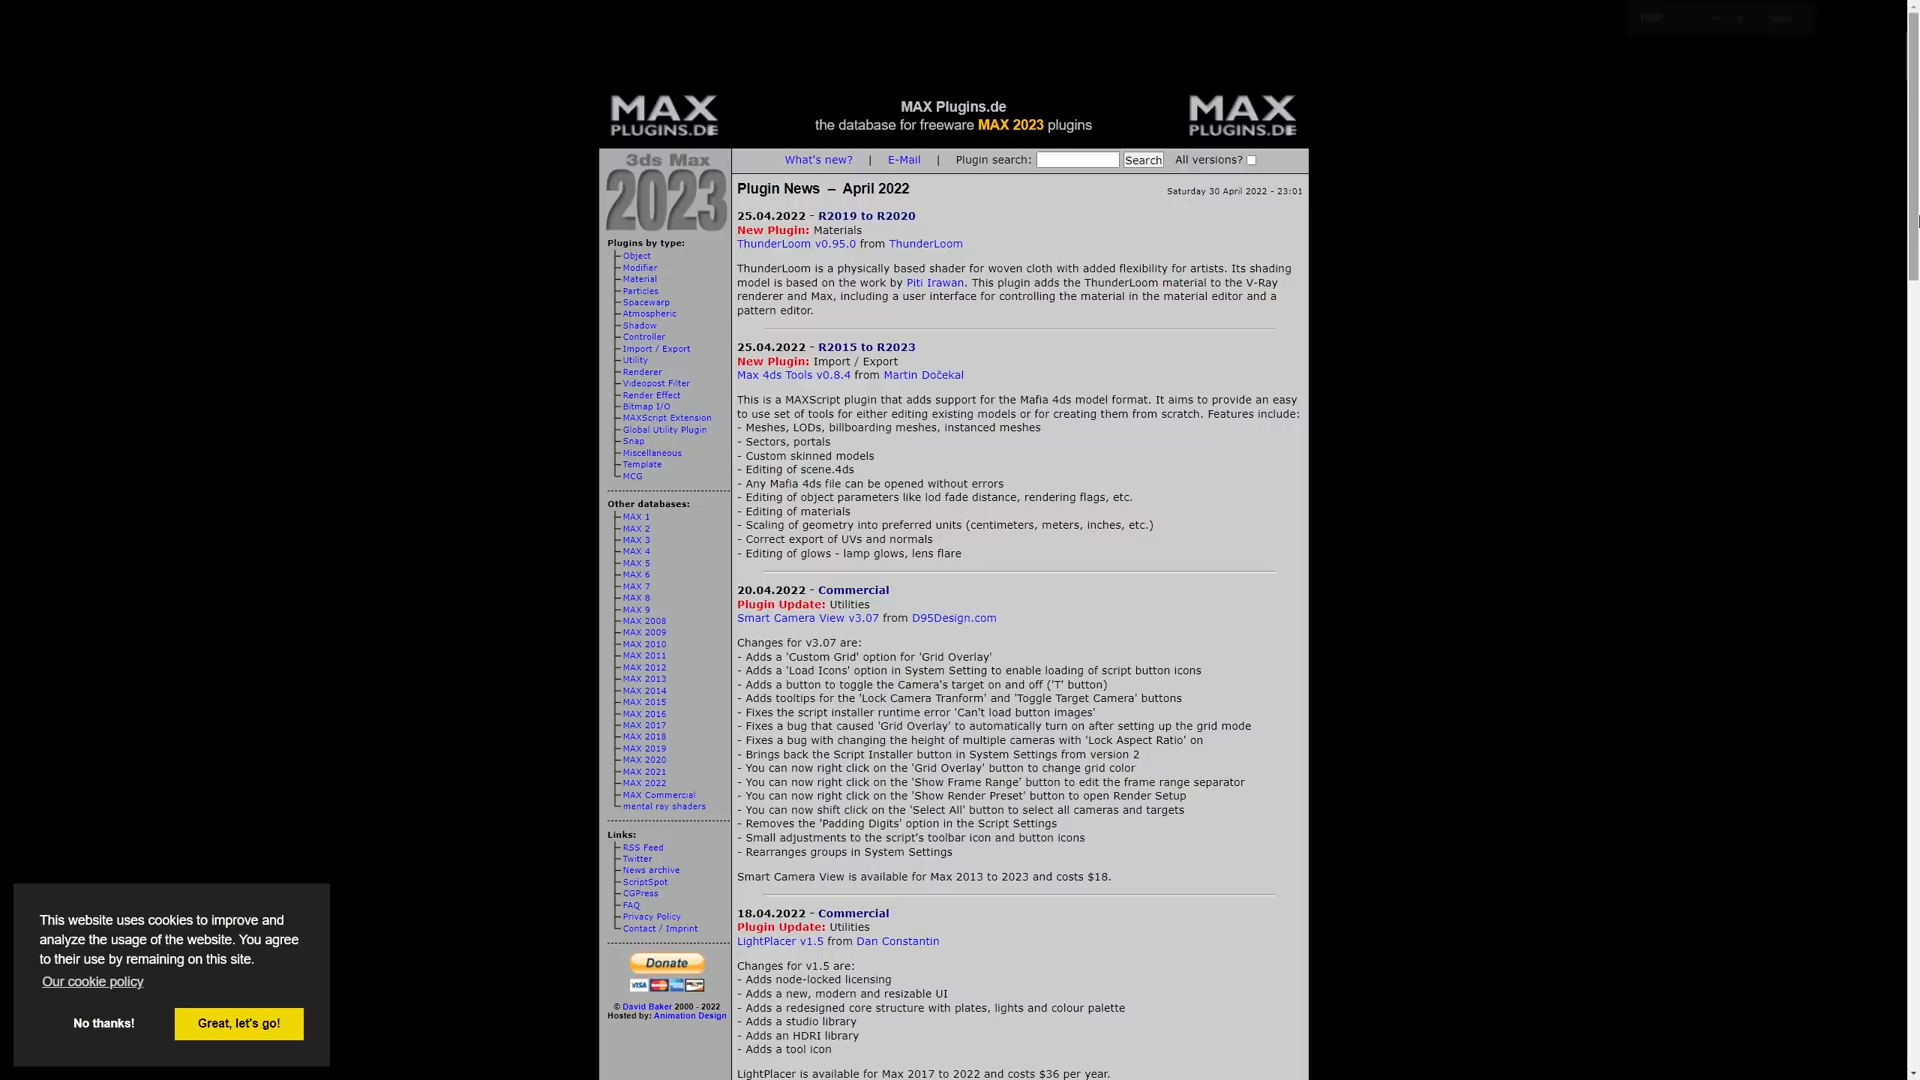 MAX
PLUGINS.DE
MAX Plugins.de
the database for freeware MAX 2023 plugins
MAX
PLUGINS.DE
3ds Max
2023
What's new? | E-Mail | Plugin search: Search All versions?
Plugins by type:
Object
Modifier
Material
Particles
Spacewarp
Atmospheric
Shadow
Controller
Import / Export
Utility
Renderer
Videopost Filter
Render Effect
Bitmap I/O
MAXScript Extension
Global Utility Plugin
Snap
Miscellaneous
Template
MCG
Other databases:
MAX 1
MAX 2
MAX 3
MAX 4
MAX 5
MAX 6
MAX 7
MAX 8
MAX 9
MAX 2008
MAX 2009
MAX 2010
MAX 2011
MAX 2012
MAX 2013
MAX 2014
MAX 2015
MAX 2016
MAX 2017
MAX 2018
MAX 2019
MAX 2020
MAX 2021
MAX 2022
MAX Commercial
mental ray shaders
Links:
RSS Feed
Twitter
News archive
ScriptSpot
CGPress
FAQ
Privacy Policy
Contact / Imprint
Donate
VISA
© David Baker 2000 - 2022
Hosted by: Animation Design
Plugin News – April 2022
Saturday 30 April 2022 - 23:01
25.04.2022 - R2019 to R2020
New Plugin: Materials
ThunderLoom v0.95.0 from ThunderLoom
ThunderLoom is a physically based shader for woven cloth with added flexibility for artists. Its shading
model is based on the work by Piti Irawan. This plugin adds the ThunderLoom material to the V-Ray
renderer and Max, including a user interface for controlling the material in the material editor and a
pattern editor.
25.04.2022 - R2015 to R2023
New Plugin: Import / Export
Max 4ds Tools v0.8.4 from Martin Dočekal
This is a MAXScript plugin that adds support for the Mafia 4ds model format. It aims to provide an easy
to use set of tools for either editing existing models or for creating them from scratch. Features include:
- Meshes, LODs, billboarding meshes, instanced meshes
- Sectors, portals
- Custom skinned models
- Editing of scene.4ds
- Any Mafia 4ds file can be opened without errors
- Editing of object parameters like lod fade distance, rendering flags, etc.
- Editing of materials
- Scaling of geometry into preferred units (centimeters, meters, inches, etc.)
- Correct export of UVs and normals
- Editing of glows - lamp glows, lens flare
20.04.2022 - Commercial
Plugin Update: Utilities
Smart Camera View v3.07 from D95Design.com
Changes for v3.07 are:
- Adds a 'Custom Grid' option for 'Grid Overlay'
- Adds a 'Load Icons' option in System Setting to enable loading of script button icons
- Adds a button to toggle the Camera's target on and off ('T' button)
- Adds tooltips for the 'Lock Camera Tranform' and 'Toggle Target Camera' buttons
- Fixes the script installer runtime error 'Can't load button images'
- Fixes a bug that caused 'Grid Overlay' to automatically turn on after setting up the grid mode
- Fixes a bug with changing the height of multiple cameras with 'Lock Aspect Ratio' on
- Brings back the Script Installer button in System Settings from version 2
- You can now right click on the 'Grid Overlay' button to change grid color
- You can now right click on the 'Show Frame Range' button to edit the frame range separator
- You can now right click on the 'Show Render Preset' button to open Render Setup
- You can now shift click on the 'Select All' button to select all cameras and targets
- Removes the 'Padding Digits' option in the Script Settings
- Small adjustments to the script's toolbar icon and button icons
- Rearranges groups in System Settings
Smart Camera View is available for Max 2013 to 2023 and costs $18.
18.04.2022 - Commercial
Plugin Update: Utilities
LightPlacer v1.5 from Dan Constantin
Changes for v1.5 are:
- Adds node-locked licensing
- Adds a new, modern and resizable UI
- Adds a redesigned core structure with plates, lights and colour palette
- Adds a studio library
- Adds an HDRI library
- Adds a tool icon
LightPlacer is available for Max 2017 to 2022 and costs $36 per year.
This website uses cookies to improve and
analyze the usage of the website. You agree
to their use by remaining on this site.
Our cookie policy
No thanks!
Great, let's go!